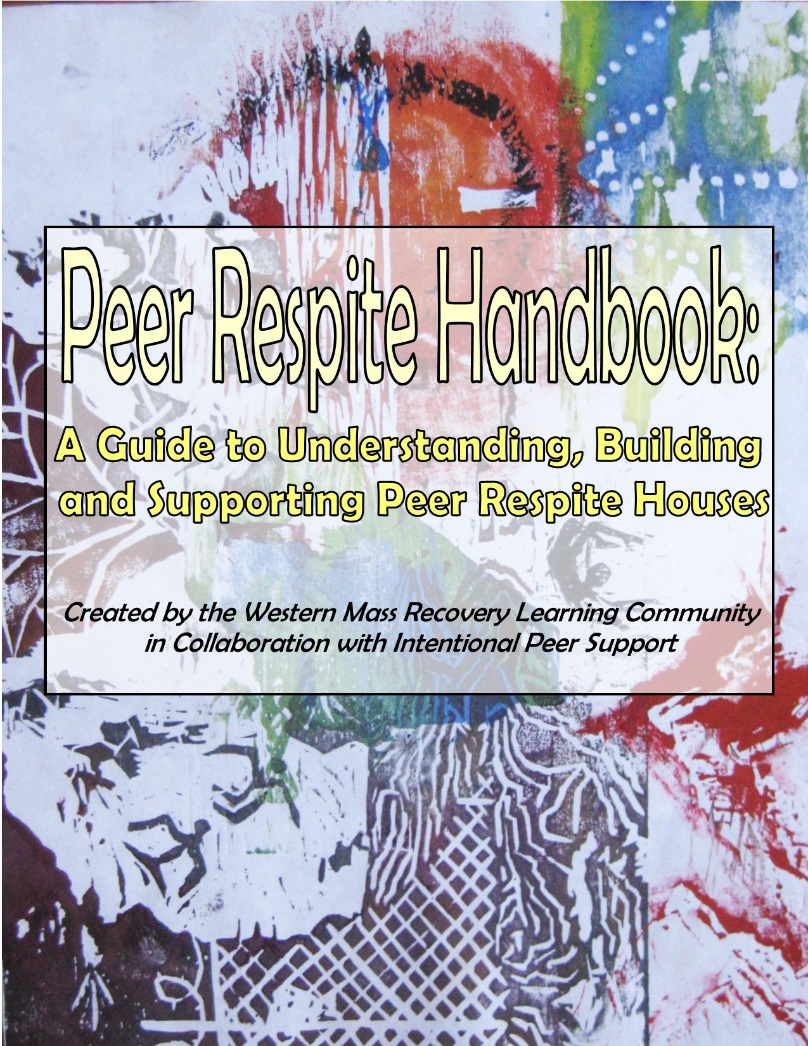 Peer Respite Handbook:
A Guide to Understanding, Building
and Supporting Peer Respite Houses
Created by the Western Mass Recovery Learning Community
in Collaboration with Intentional Peer Support